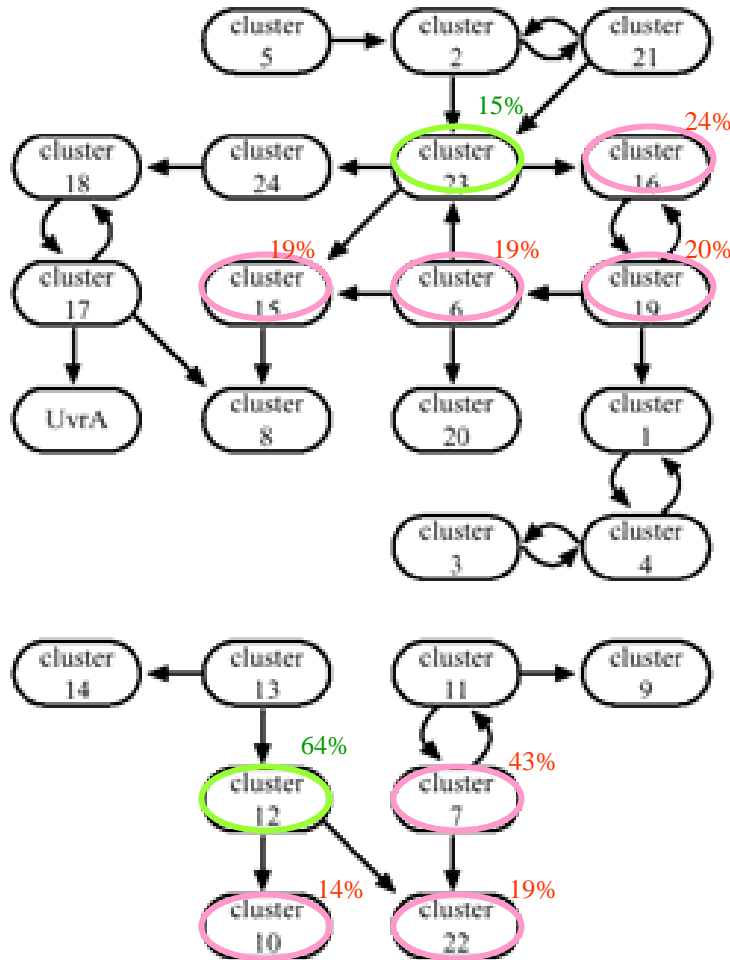 cluster
5
cluster
2
cluster
21
15%
24%
cluster
18
cluster
24
cluster
23
cluster
16
19%
19%
20%
cluster
17
cluster
15
cluster
6
cluster
19
UvrA
cluster
8
cluster
20
cluster
1
cluster
3
cluster
4
cluster
14
cluster
13
cluster
11
cluster
9
64%
43%
cluster
12
cluster
7
14%
19%
cluster
10
cluster
22